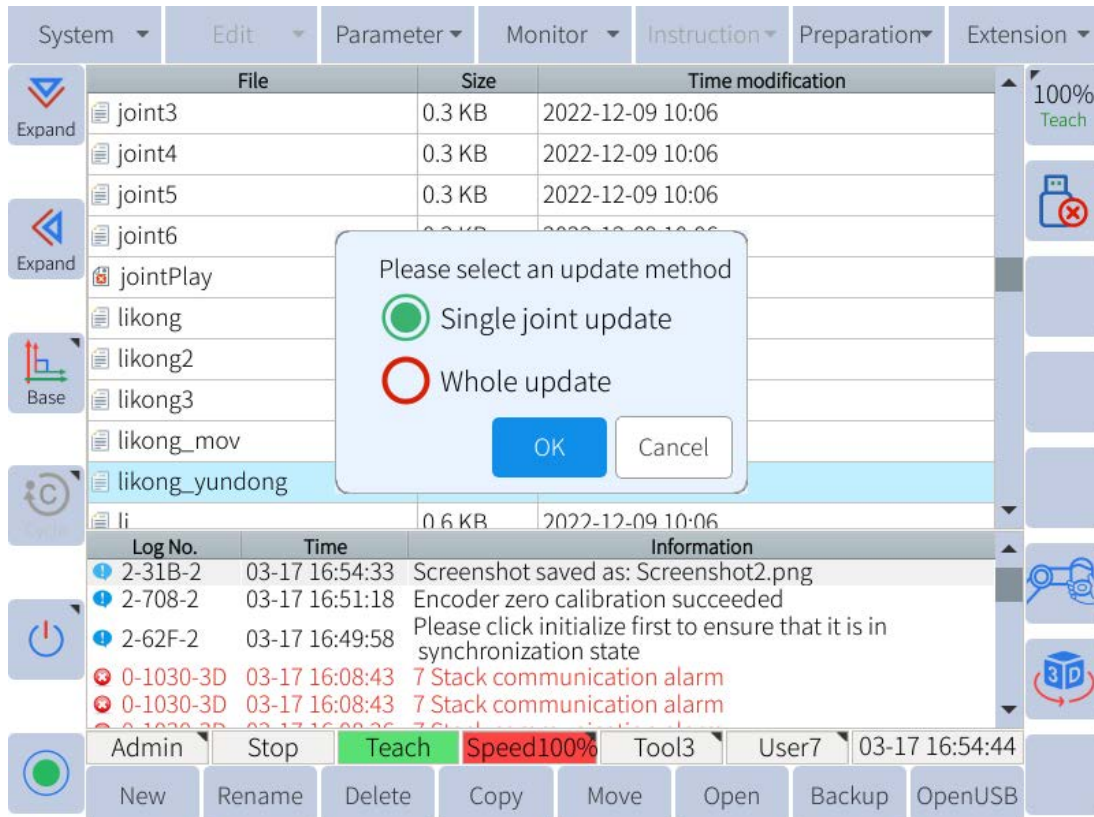 System Edit Parameter Monitor Instruction Preparation Extension
File Size Time modification
Expand
100%
Teach
joint3 0.3 KB 2022-12-09 10:06
joint4 0.3 KB 2022-12-09 10:06
joint5 0.3 KB 2022-12-09 10:06
Expand
joint6
jointPlay
likong
likong2
Base
likong3
likong_mov
likong_yundong
li 0.6 KB 2022-12-09 10:06
Please select an update method
Single joint update
Whole update
OK Cancel
Cycle
Log No. Time Information
2-31B-2 03-17 16:54:33 Screenshot saved as: Screenshot2.png
2-708-2 03-17 16:51:18 Encoder zero calibration succeeded
2-62F-2 03-17 16:49:58 Please click initialize first to ensure that it is in
synchronization state
0-1030-3D 03-17 16:08:43 7 Stack communication alarm
0-1030-3D 03-17 16:08:43 7 Stack communication alarm
3D
Admin Stop Teach Speed100% Tool3 User7 03-17 16:54:44
New Rename Delete Copy Move Open Backup OpenUSB